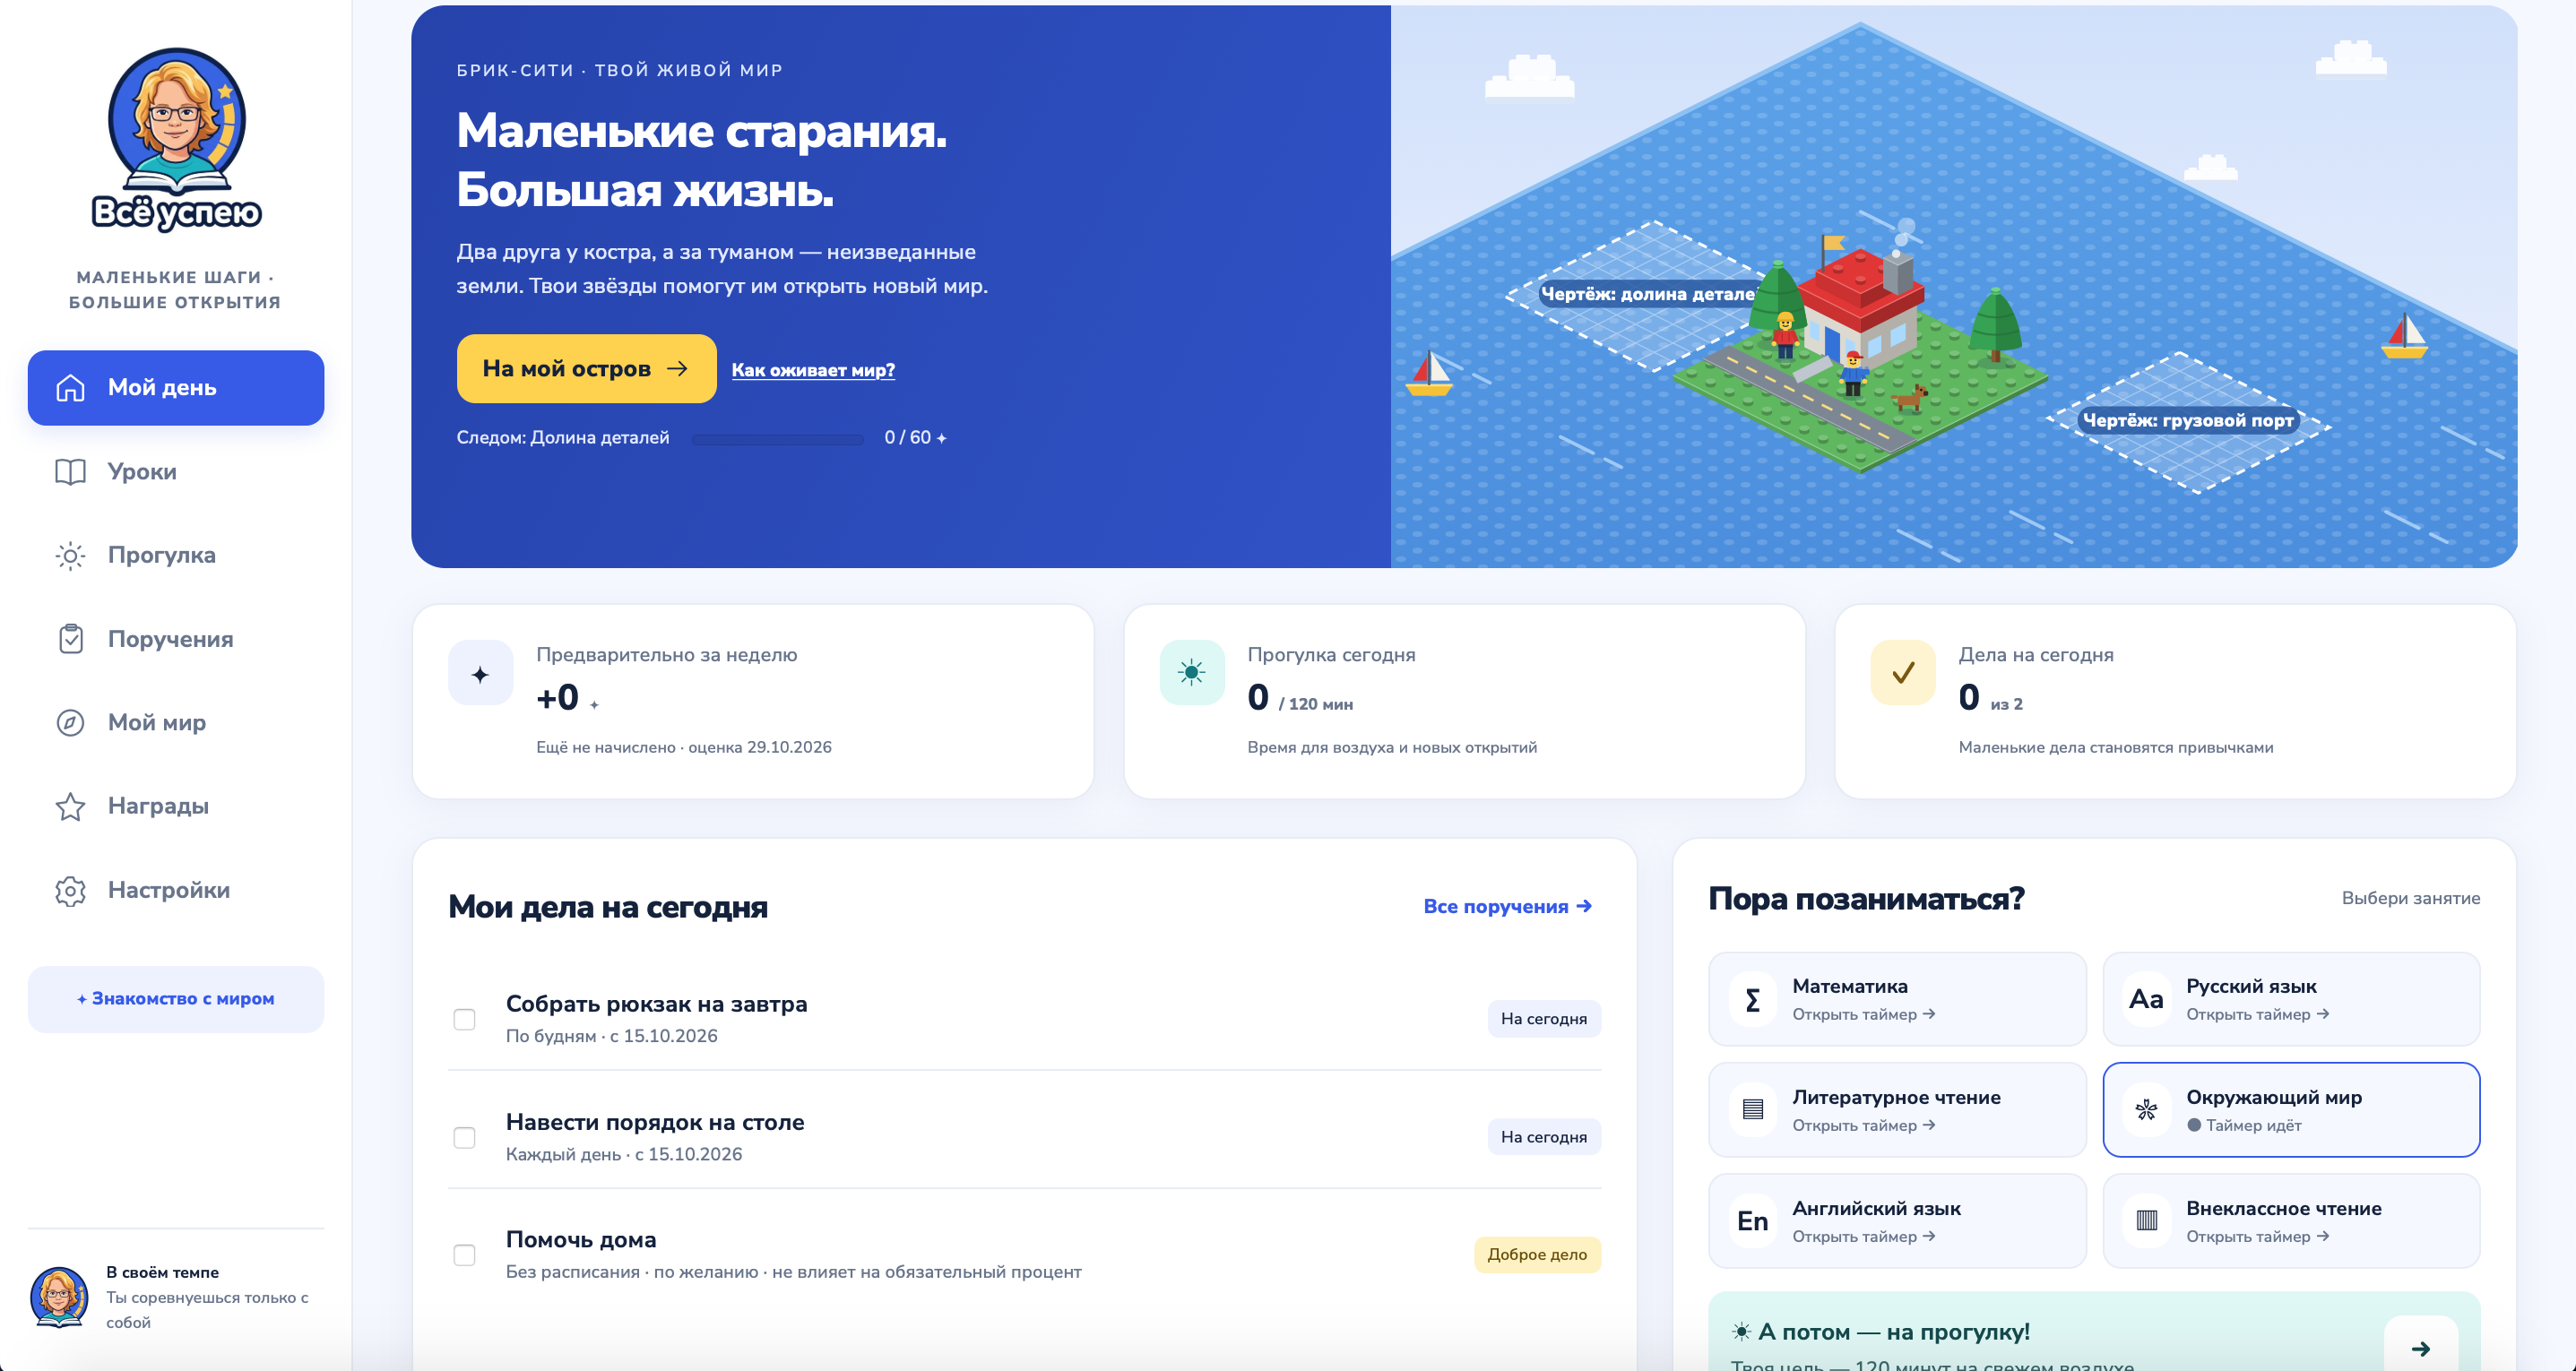 Всё успею
МАЛЕНЬКИЕ ШАГИ ·
БОЛЬШИЕ ОТКРЫТИЯ
Мой день
Уроки
Прогулка
Поручения
Мой мир
Награды
Настройки
✦ Знакомство с миром
В своём темпе
Ты соревнуешься только с
собой
БРИК-СИТИ · ТВОЙ ЖИВОЙ МИР
Маленькие старания.
Большая жизнь.
Два друга у костра, а за туманом — неизведанные
земли. Твои звёзды помогут им открыть новый мир.
На мой остров →
Как оживает мир?
Следом: Долина деталей 0 / 60 ✦
Чертёж: долина детале
Чертёж: грузовой порт
Предварительно за неделю
+0 ✦
Ещё не начислено · оценка 29.10.2026
Прогулка сегодня
0 / 120 мин
Время для воздуха и новых открытий
Дела на сегодня
0 из 2
Маленькие дела становятся привычками
Мои дела на сегодня
Все поручения →
Собрать рюкзак на завтра
По будням · с 15.10.2026
На сегодня
Навести порядок на столе
Каждый день · с 15.10.2026
На сегодня
Помочь дома
Без расписания · по желанию · не влияет на обязательный процент
Доброе дело
Пора позаниматься?
Выбери занятие
Σ
Математика
Открыть таймер →
Aa
Русский язык
Открыть таймер →
Литературное чтение
Открыть таймер →
Окружающий мир
Таймер идёт
En
Английский язык
Открыть таймер →
Внеклассное чтение
Открыть таймер →
☀ А потом — на прогулку!
Твоя цель — 120 минут на свежем воздухе